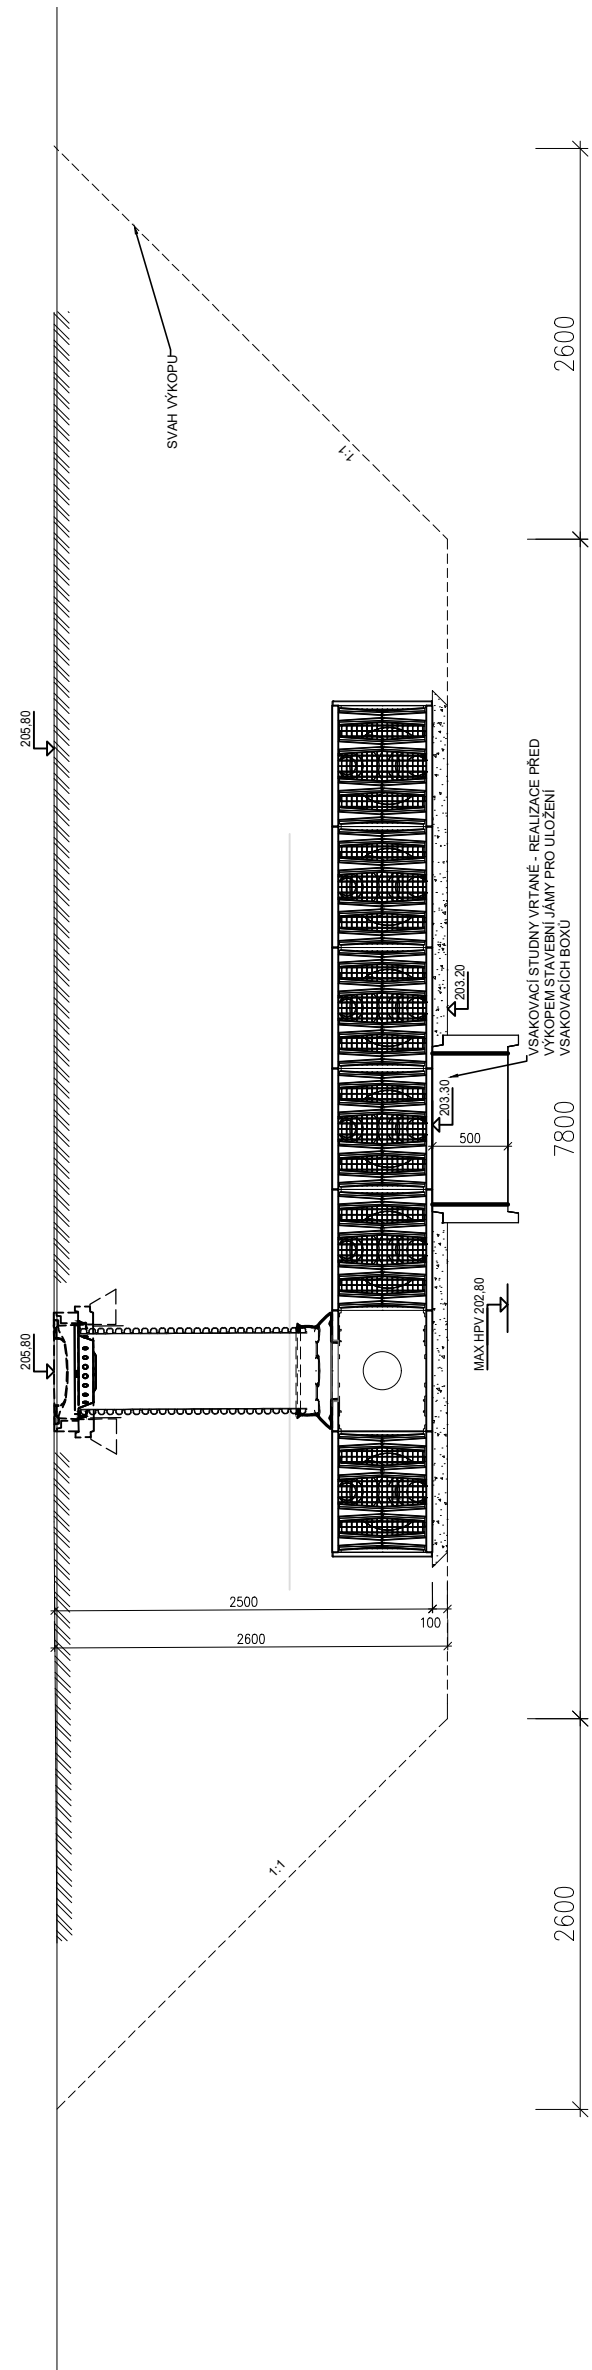 SVAH VÝKOPU
1:1
2600
205,80
VSAKOVACÍ STUDNY VRTANÉ - REALIZACE PŘED
VÝKOPEM STAVEBNÍ JÁMY PRO ULOŽENÍ
VSAKOVACÍCH BOXŮ
203.20
203.30
500
7800
MAX HPV 202,80
205,80
2500
100
2600
1:1
2600